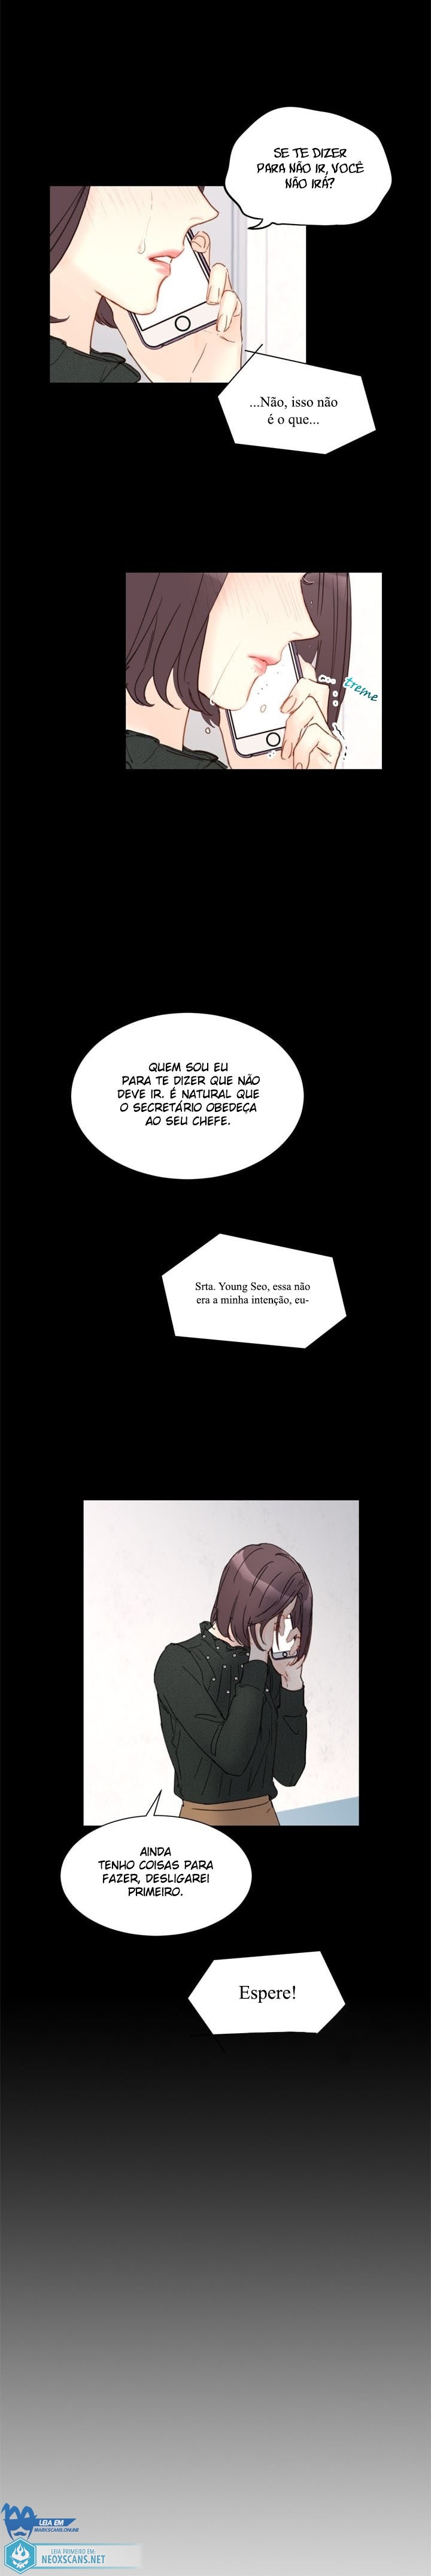 SE TE DIZER
PARA NÃO IR, VOCÊ
NÃO IRÁ?
...Não, isso não
é o que...
treme
QUEM SOU EU
PARA TE DIZER QUE NÃO
DEVE IR. É NATURAL QUE
O SECRETÁRIO OBEDEÇA
AO SEU CHEFE.
Srta. Young Seo, essa não
era a minha intenção, eu-
AINDA
TENHO COISAS PARA
FAZER, DESLIGAREI
PRIMEIRO.
Espere!
LEIA EM
MARKSCANS.ONLINE
LEIA PRIMEIRO EM:
NEOXSCANS.NET